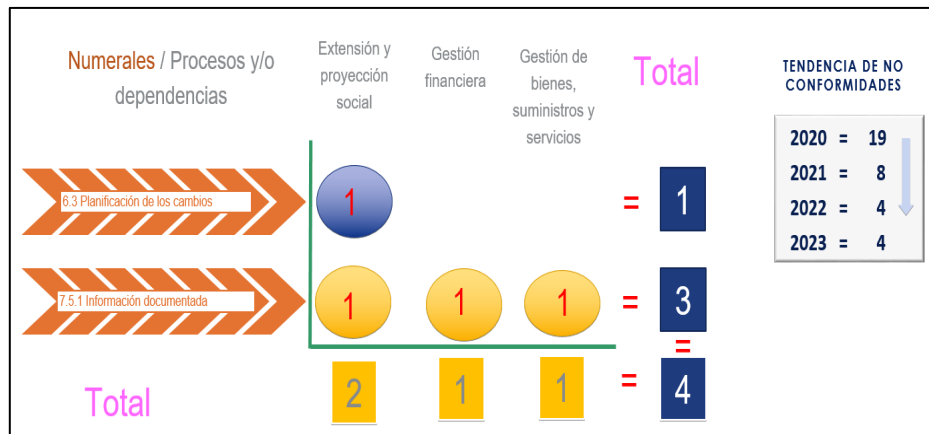 Numerales / Procesos y/o
dependencias
Extensión y
proyección
social
Gestión
financiera
Gestión de
bienes,
suministros y
servicios
Total
6.3 Planificación de los cambios
1
=
1
7.5.1 Información documentada
1
1
1
=
3
=
Total
2
1
1
=
4
TENDENCIA DE NO
CONFORMIDADES
2020 = 19
2021 = 8
2022 = 4
2023 = 4